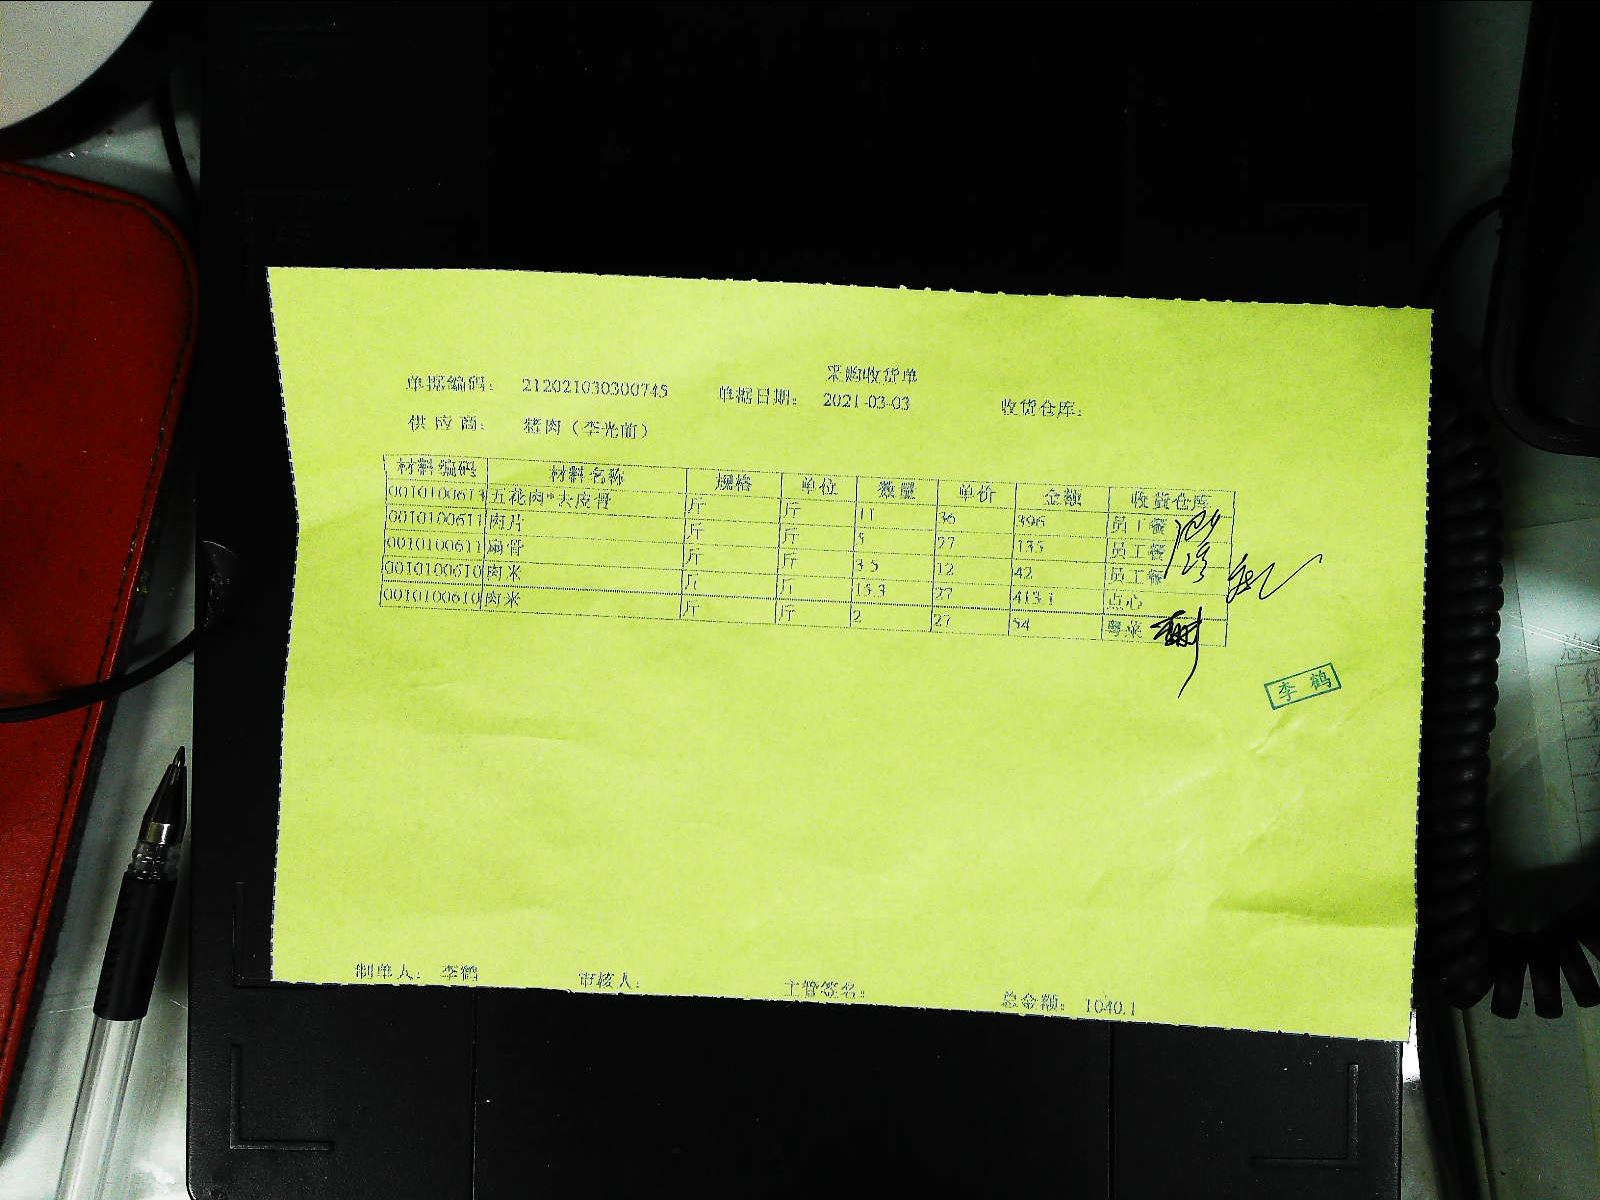 采购收货单
单据编码： 212021030300745 单据日期： 2021-03-03 收货仓库：
供 应 商： 猪肉（李光前）
材料编码 材料名称 规格 单位 数量 单价 金额 收货仓库
0010100613 五花肉*去皮骨 斤 斤 11 36 396 员工餐
0010100611 肉片 斤 斤 5 27 135 员工餐
0010100611 扇骨 斤 斤 3.5 12 42 员工餐
0010100610 肉米 斤 斤 15.3 27 413.1 点心
0010100610 肉米 斤 斤 2 27 54 粤菜
李鹤
制单人： 李鹤 审核人： 主管签名： 总金额： 1040.1